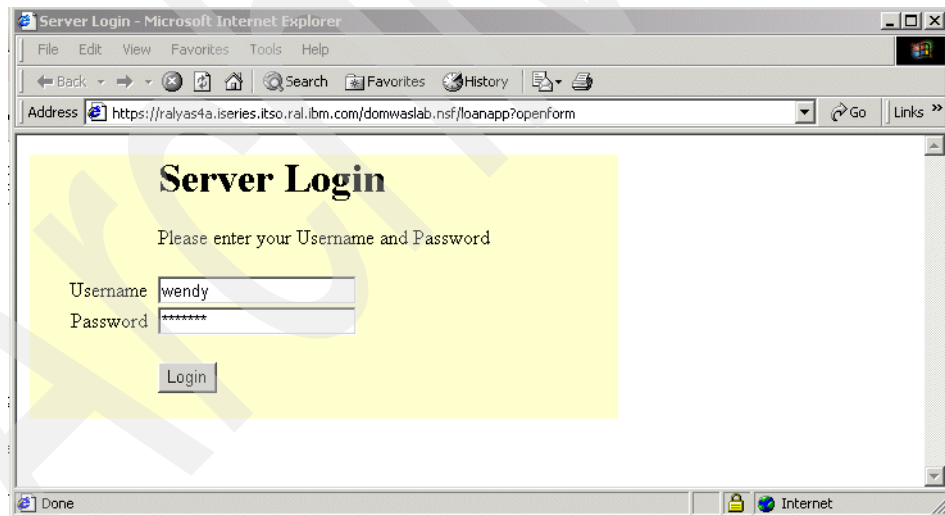 Server Login - Microsoft Internet Explorer
File Edit View Favorites Tools Help
Back Search Favorites History
Address https://ralyas4a.iseries.itso.ral.ibm.com/domwaslab.nsf/loanapp?openform Go Links »
Server Login
Please enter your Username and Password
Username wendy
Password *******
Login
Done Internet